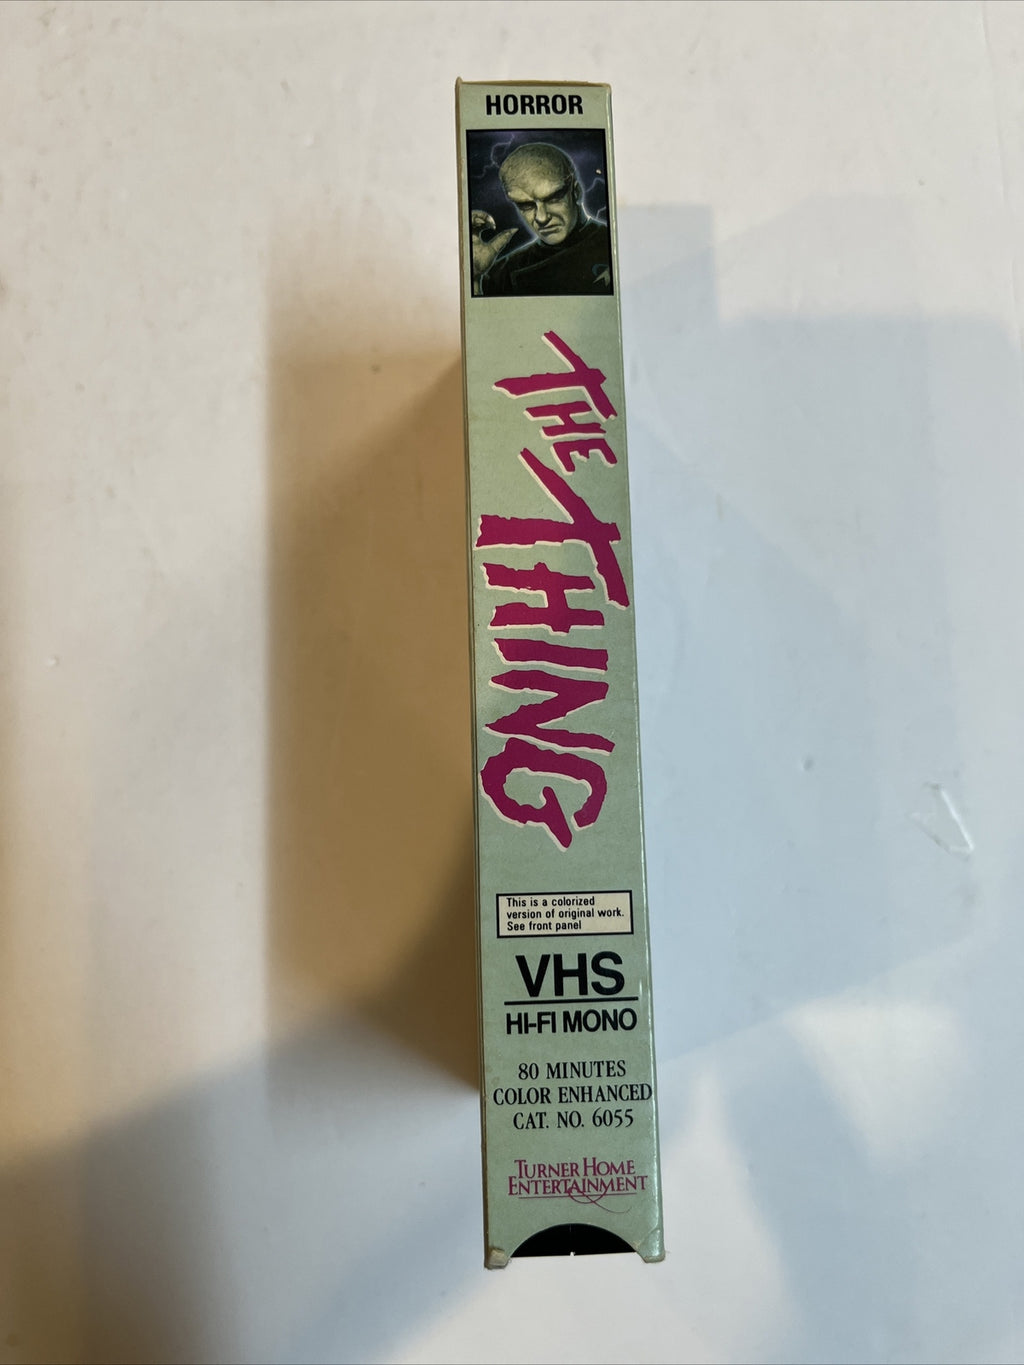 HORROR
THE THING
This is a colorized
version of original work.
See front panel
VHS
HI-FI MONO
80 MINUTES
COLOR ENHANCED
CAT. NO. 6055
TURNER HOME
ENTERTAINMENT